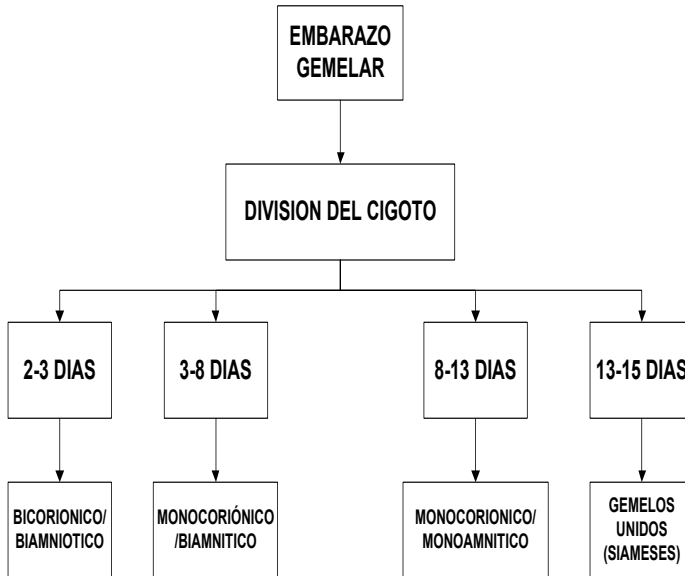 EMBARAZO
GEMELAR
DIVISION DEL CIGOTO
2-3 DIAS
3-8 DIAS
8-13 DIAS
13-15 DIAS
BICORIONICO/
BIAMNIOTICO
MONOCORIÓNICO
/BIAMNITICO
MONOCORIONICO/
MONOAMNITICO
GEMELOS
UNIDOS
(SIAMESES)